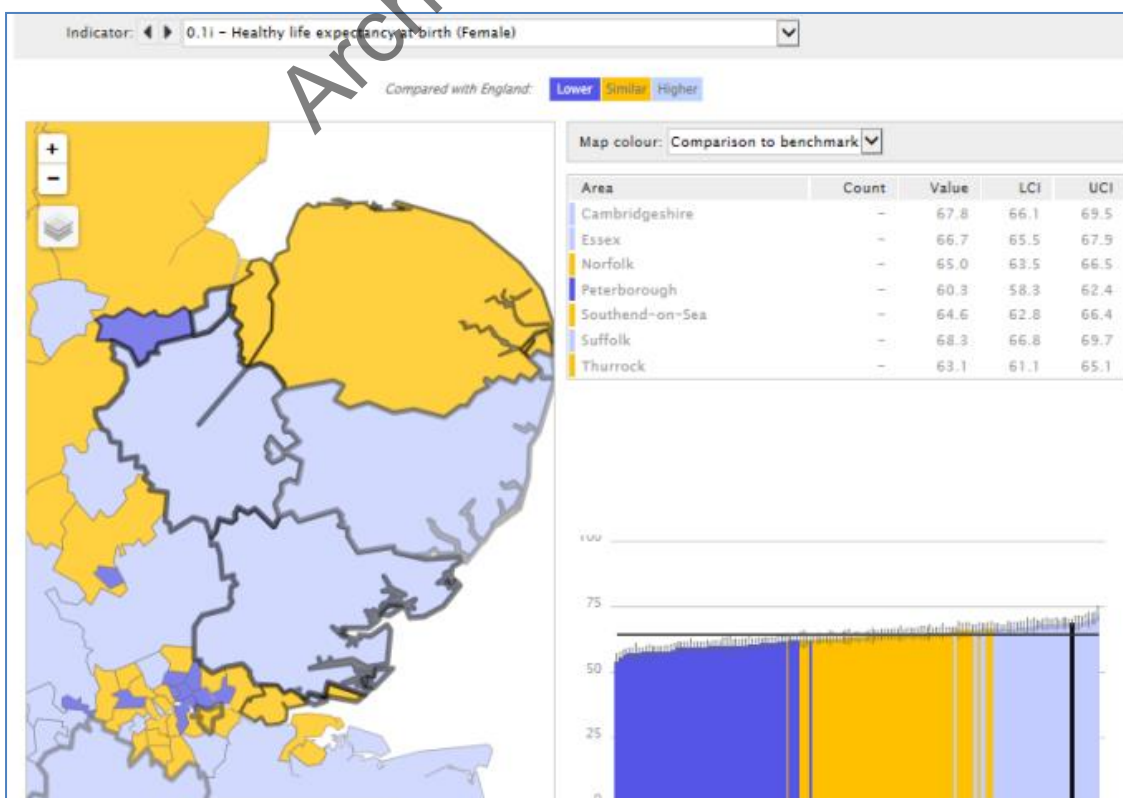 Indicator: 0.1i – Healthy life expectancy at birth (Female)
Compared with England: Lower Similar Higher
+
−
Map colour: Comparison to benchmark
Area Count Value LCI UCI
Cambridgeshire – 67.8 66.1 69.5
Essex – 66.7 65.5 67.9
Norfolk – 65.0 63.5 66.5
Peterborough – 60.3 58.3 62.4
Southend-on-Sea – 64.6 62.8 66.4
Suffolk – 68.3 66.8 69.7
Thurrock – 63.1 61.1 65.1
100
75
50
25
0
Arch